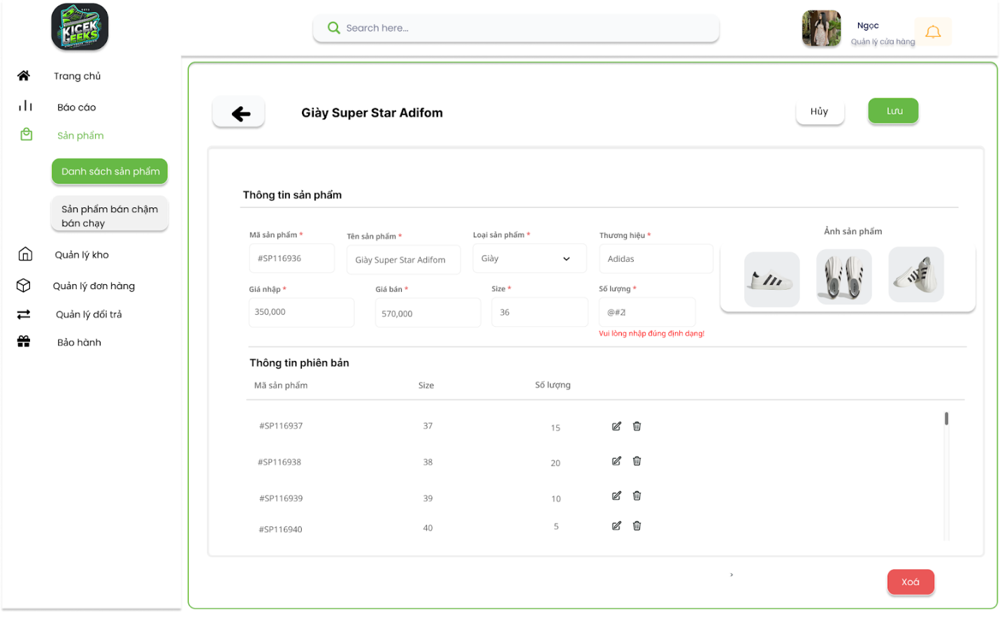 KICEK
GEEKS
Search here...
Ngọc
Quản lý cửa hàng
Trang chủ
Báo cáo
Sản phẩm
Danh sách sản phẩm
Sản phẩm bán chậm
bán chạy
Quản lý kho
Quản lý đơn hàng
Quản lý đổi trả
Bảo hành
Giày Super Star Adifom
Hủy
Lưu
Thông tin sản phẩm
Mã sản phẩm *
Tên sản phẩm *
Loại sản phẩm *
Thương hiệu *
Ảnh sản phẩm
#SP116936
Giày Super Star Adifom
Giày
Adidas
Giá nhập *
Giá bán *
Size *
Số lượng *
350,000
570,000
36
@#2
Vui lòng nhập đúng định dạng!
Thông tin phiên bản
Mã sản phẩm Size Số lượng
#SP116937 37 15
#SP116938 38 20
#SP116939 39 10
#SP116940 40 5
Xoá